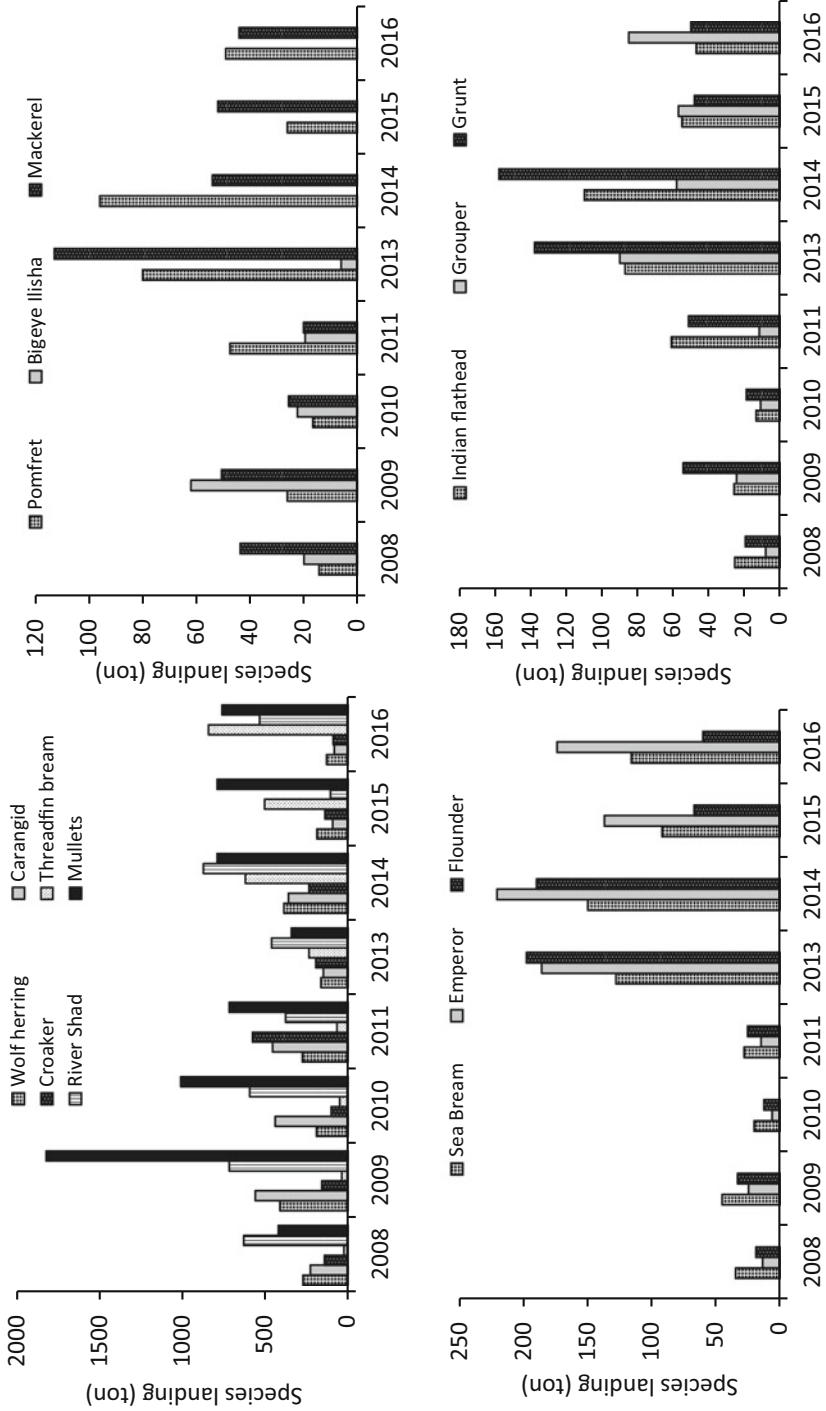 Wolf herring Carangid
Croaker Threadfin bream
River Shad Mullets
2000
1500
1000
500
0
Species landing (ton)
2008 2009 2010 2011 2013 2014 2015 2016
Pomfret Bigeye Ilisha Mackerel
120
100
80
60
40
20
0
Species landing (ton)
2008 2009 2010 2011 2013 2014 2015 2016
Sea Bream Emperor Flounder
250
200
150
100
50
0
Species landing (ton)
2008 2009 2010 2011 2013 2014 2015 2016
Indian flathead Grouper Grunt
180
160
140
120
100
80
60
40
20
0
Species landing (ton)
2008 2009 2010 2011 2013 2014 2015 2016